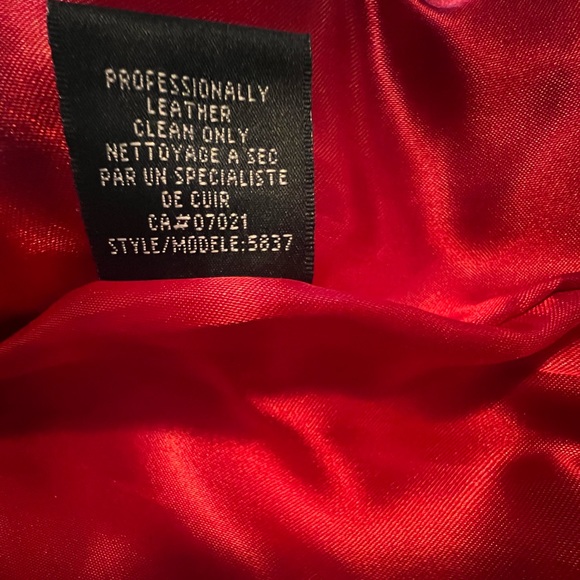 PROFESSIONALLY
LEATHER
CLEAN ONLY
NETTOYAGE A SEC
PAR UN SPECIALISTE
DE CUIR
CA#07021
STYLE/MODELE:5837